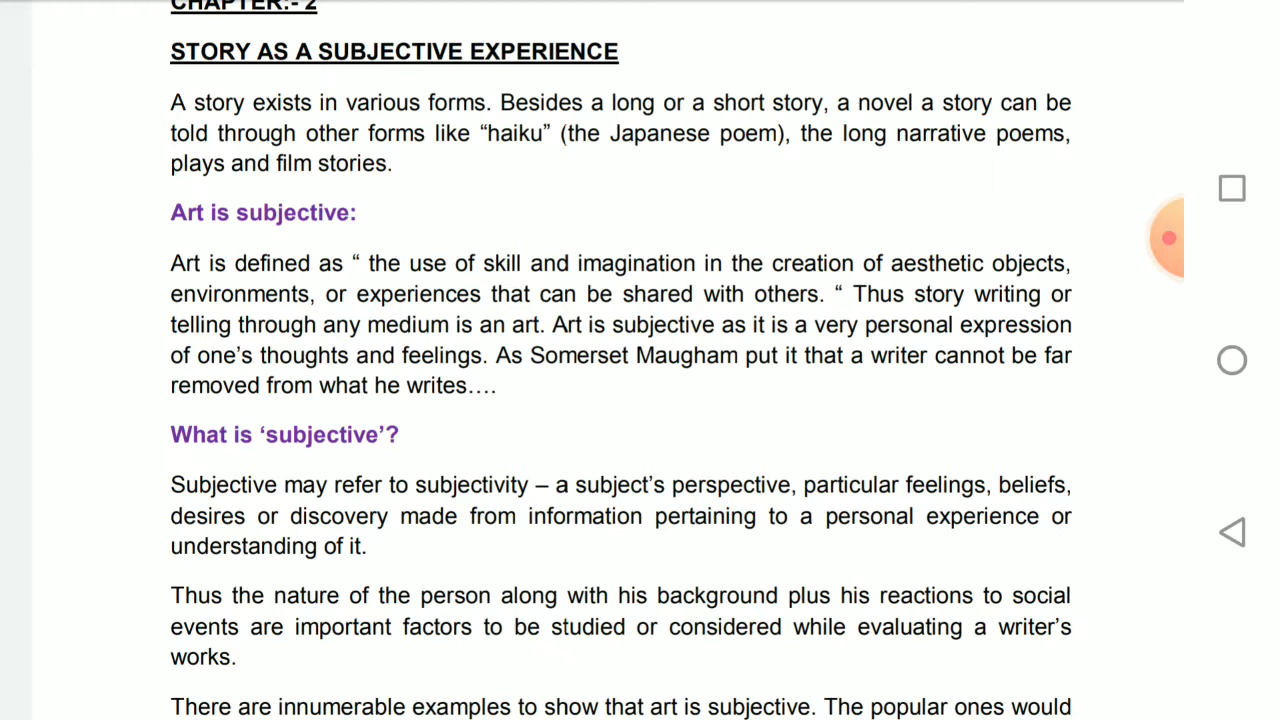 CHAPTER:- 2
STORY AS A SUBJECTIVE EXPERIENCE
A story exists in various forms. Besides a long or a short story, a novel a story can be
told through other forms like “haiku” (the Japanese poem), the long narrative poems,
plays and film stories.
Art is subjective:
Art is defined as “ the use of skill and imagination in the creation of aesthetic objects,
environments, or experiences that can be shared with others. “ Thus story writing or
telling through any medium is an art. Art is subjective as it is a very personal expression
of one’s thoughts and feelings. As Somerset Maugham put it that a writer cannot be far
removed from what he writes….
What is ‘subjective’?
Subjective may refer to subjectivity – a subject’s perspective, particular feelings, beliefs,
desires or discovery made from information pertaining to a personal experience or
understanding of it.
Thus the nature of the person along with his background plus his reactions to social
events are important factors to be studied or considered while evaluating a writer’s
works.
There are innumerable examples to show that art is subjective. The popular ones would